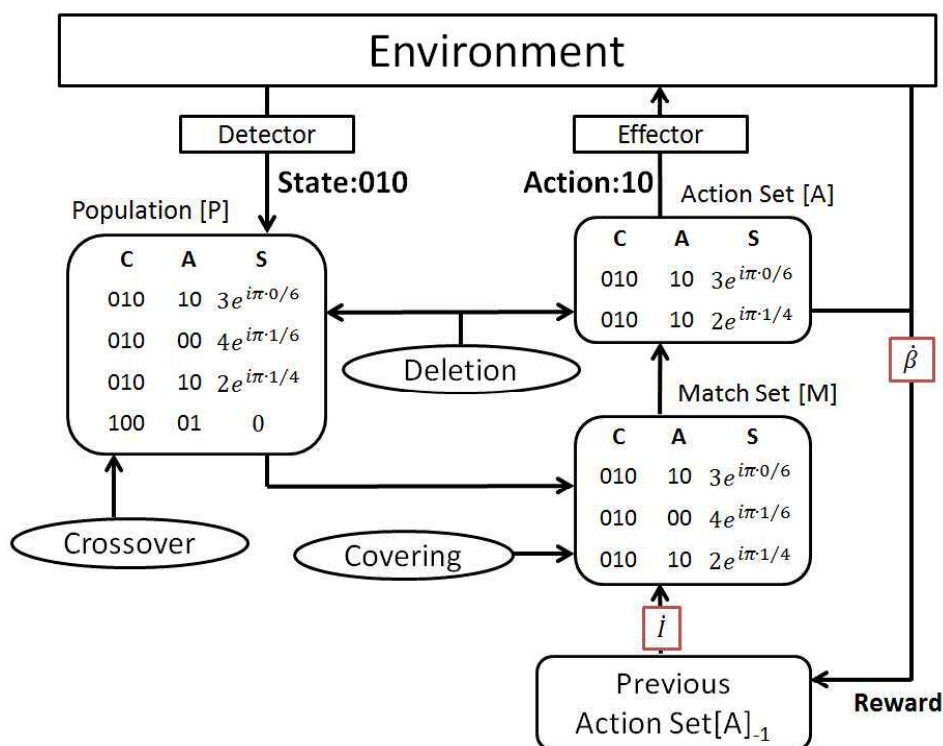 Environment
Detector
Effector
State:010
Action:10
Population [P]
C A S
010 10 3e^{iπ·0/6}
010 00 4e^{iπ·1/6}
010 10 2e^{iπ·1/4}
100 01 0
Action Set [A]
C A S
010 10 3e^{iπ·0/6}
010 10 2e^{iπ·1/4}
Deletion
β̇
Match Set [M]
C A S
010 10 3e^{iπ·0/6}
010 00 4e^{iπ·1/6}
010 10 2e^{iπ·1/4}
Crossover
Covering
İ
Previous
Action Set[A]₋₁
Reward